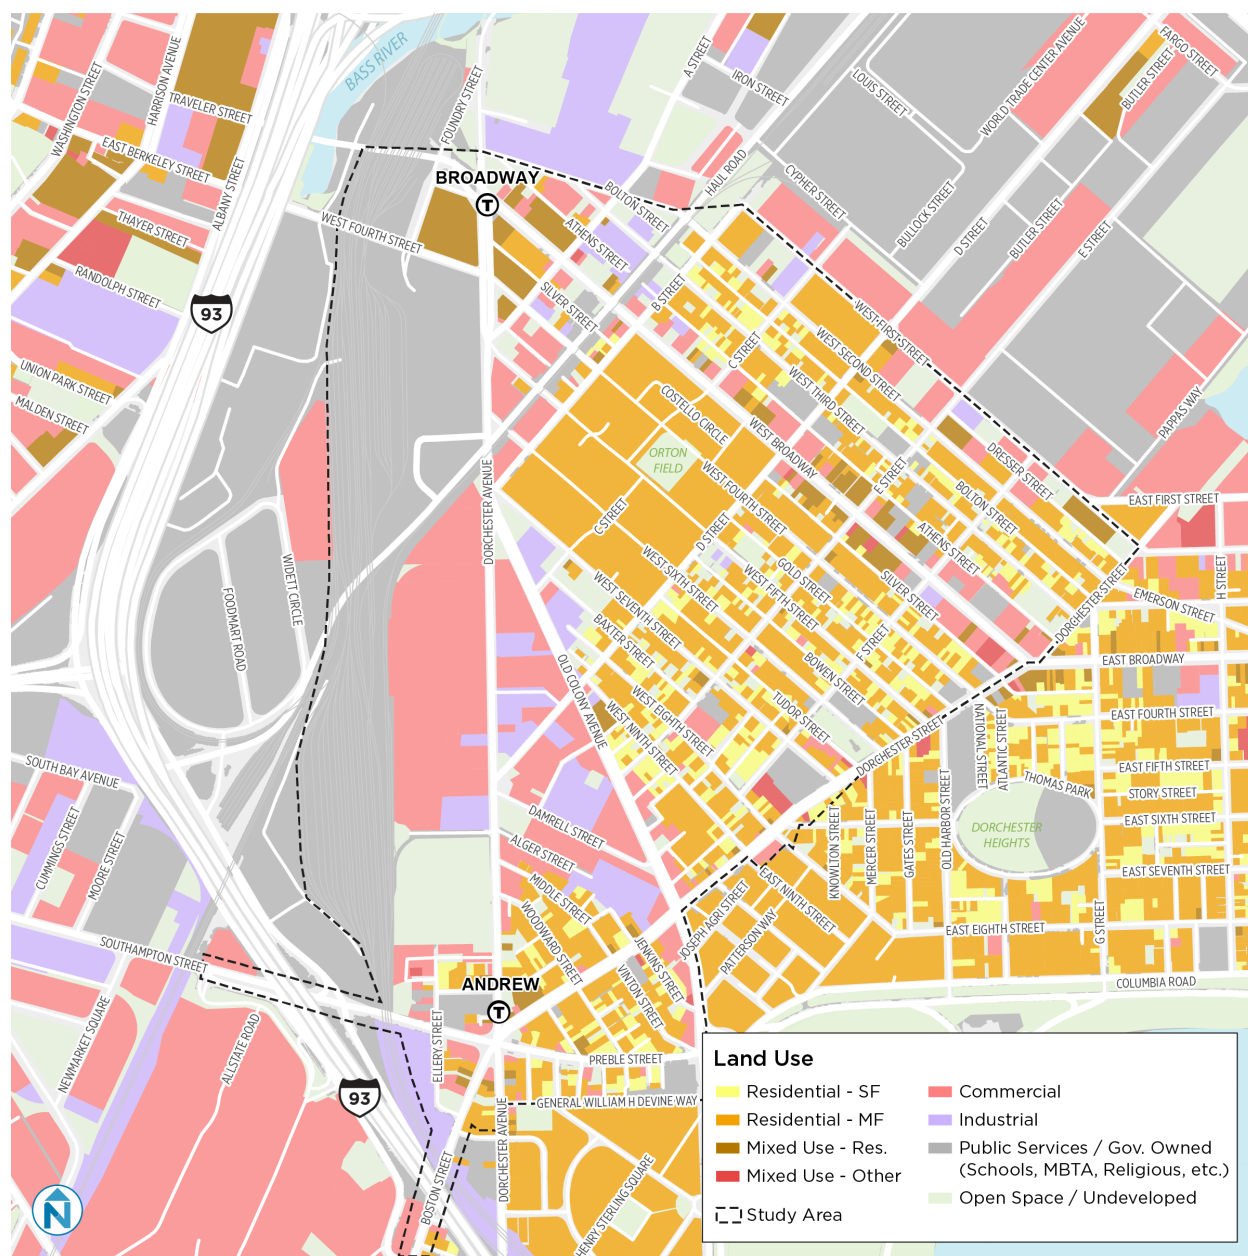 BASS RIVER
FOUNDRY STREET
A STREET
IRON STREET
LOUIS STREET
WORLD TRADE CENTER AVENUE
FARGO STREET
BUTLER STREET
WASHINGTON STREET
HARRISON AVENUE
TRAVELER STREET
EAST BERKELEY STREET
ALBANY STREET
HAUL ROAD
CYPHER STREET
BROADWAY
T
BOLTON STREET
BULLOCK STREET
D STREET
BUTLER STREET
E STREET
THAYER STREET
WEST FOURTH STREET
ATHENS STREET
RANDOLPH STREET
93
SILVER STREET
B STREET
WEST FIRST STREET
UNION PARK STREET
MALDEN STREET
C STREET
WEST SECOND STREET
WEST THIRD STREET
PAPPAS WAY
COSTELLO CIRCLE
WEST BROADWAY
ORTON
FIELD
WEST FOURTH STREET
E STREET
DRESSER STREET
BOLTON STREET
EAST FIRST STREET
DORCHESTER AVENUE
C STREET
D STREET
ATHENS STREET
WIDETT CIRCLE
FOODMART ROAD
WEST SIXTH STREET
GOLD STREET
WEST FIFTH STREET
SILVER STREET
DORCHESTER STREET
EMERSON STREET
H STREET
WEST SEVENTH STREET
BAXTER STREET
F STREET
BOWEN STREET
EAST BROADWAY
OLD COLONY AVENUE
WEST EIGHTH STREET
WEST NINTH STREET
TUDOR STREET
DORCHESTER STREET
NATIONAL STREET
ATLANTIC STREET
EAST FOURTH STREET
SOUTH BAY AVENUE
EAST FIFTH STREET
THOMAS PARK
STORY STREET
EAST SIXTH STREET
DORCHESTER
HEIGHTS
CUMMINGS STREET
MOORE STREET
DAMRELL STREET
ALGER STREET
KNOWLTON STREET
MERCER STREET
GATES STREET
OLD HARBOR STREET
EAST SEVENTH STREET
MIDDLE STREET
WOODWARD STREET
EAST NINTH STREET
JOSEPH AGRI STREET
PATTERSON WAY
EAST EIGHTH STREET
G STREET
SOUTHAMPTON STREET
JENKINS STREET
VINTON STREET
COLUMBIA ROAD
ANDREW
T
NEWMARKET SQUARE
ALLSTATE ROAD
ELLERY STREET
PREBLE STREET
93
GENERAL WILLIAM H DEVINE WAY
DORCHESTER AVENUE
BOSTON STREET
HENRY STERLING SQUARE
N
Land Use
Residential - SF
Residential - MF
Mixed Use - Res.
Mixed Use - Other
Study Area
Commercial
Industrial
Public Services / Gov. Owned
(Schools, MBTA, Religious, etc.)
Open Space / Undeveloped